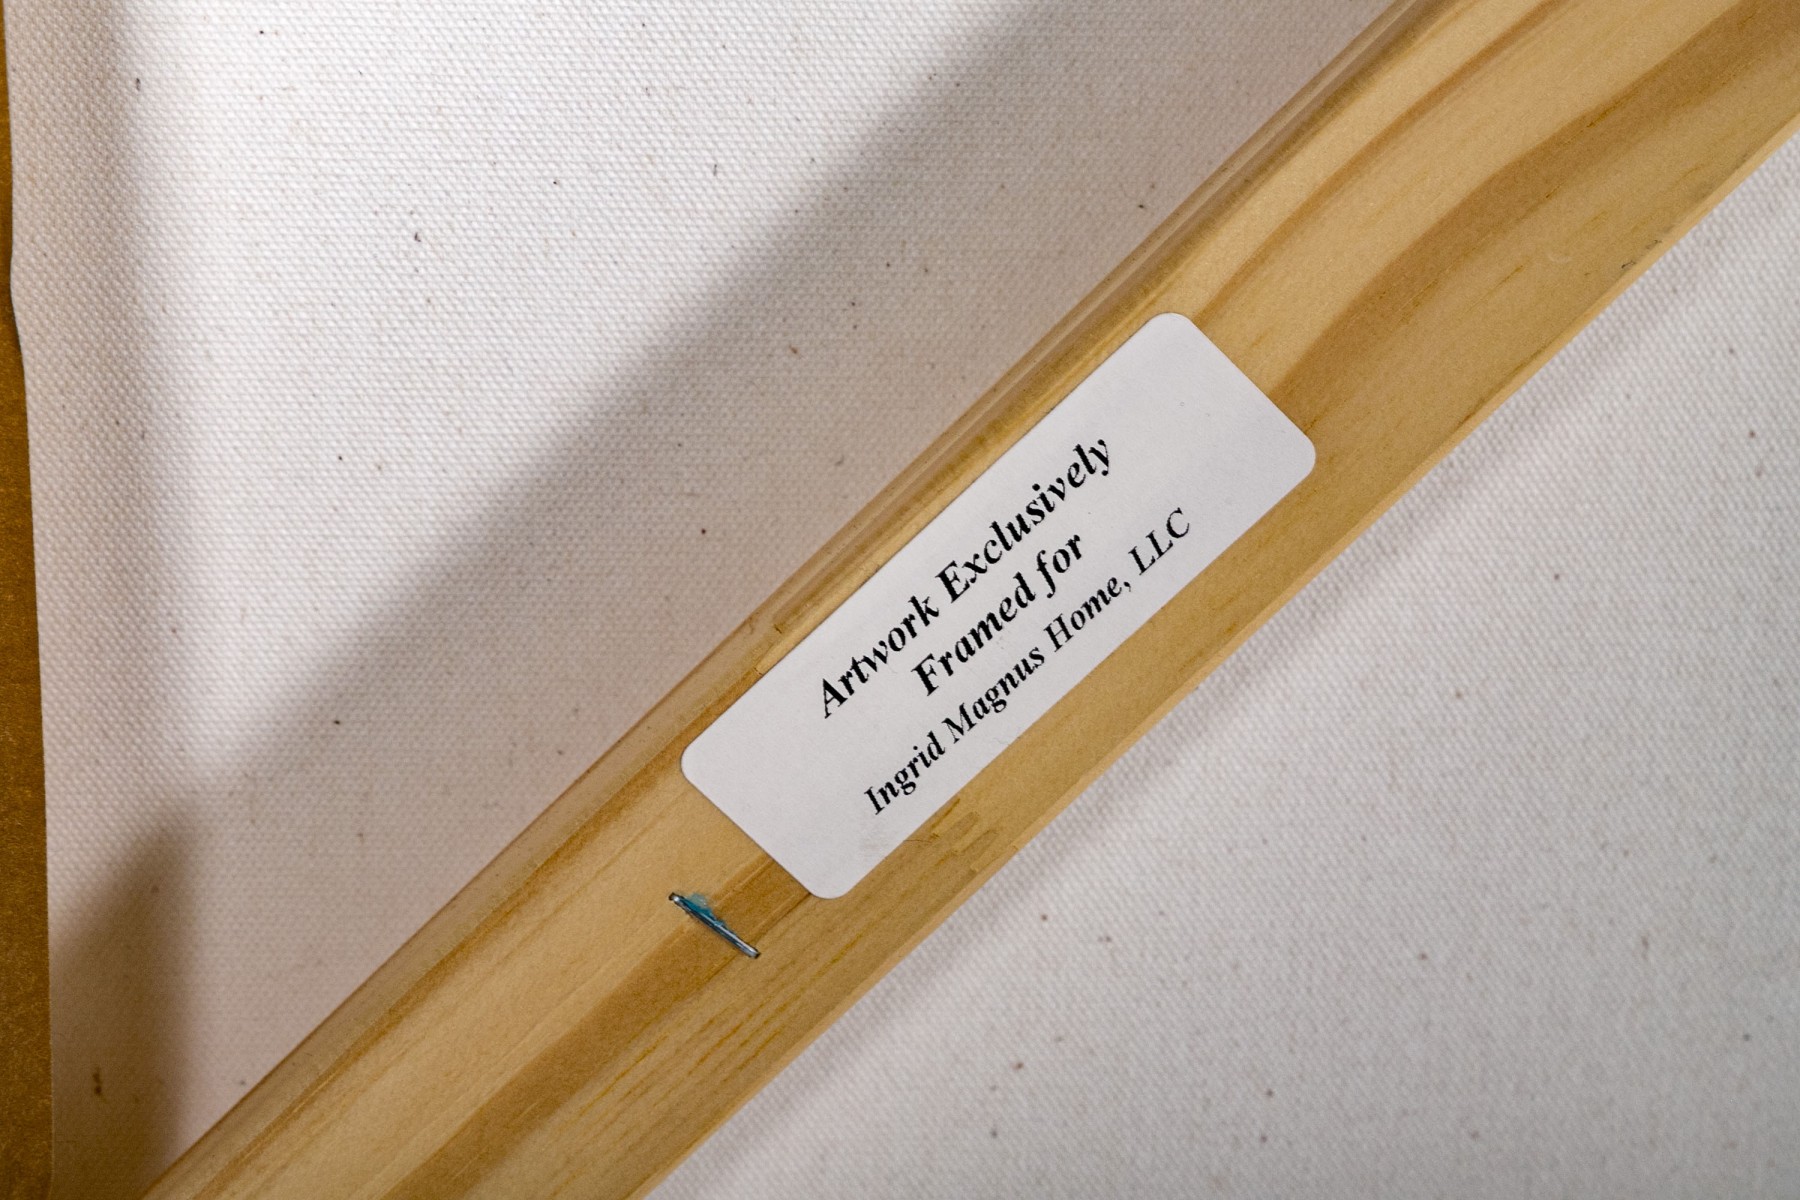 Artwork Exclusively
Framed for
Ingrid Magnus Home, LLC